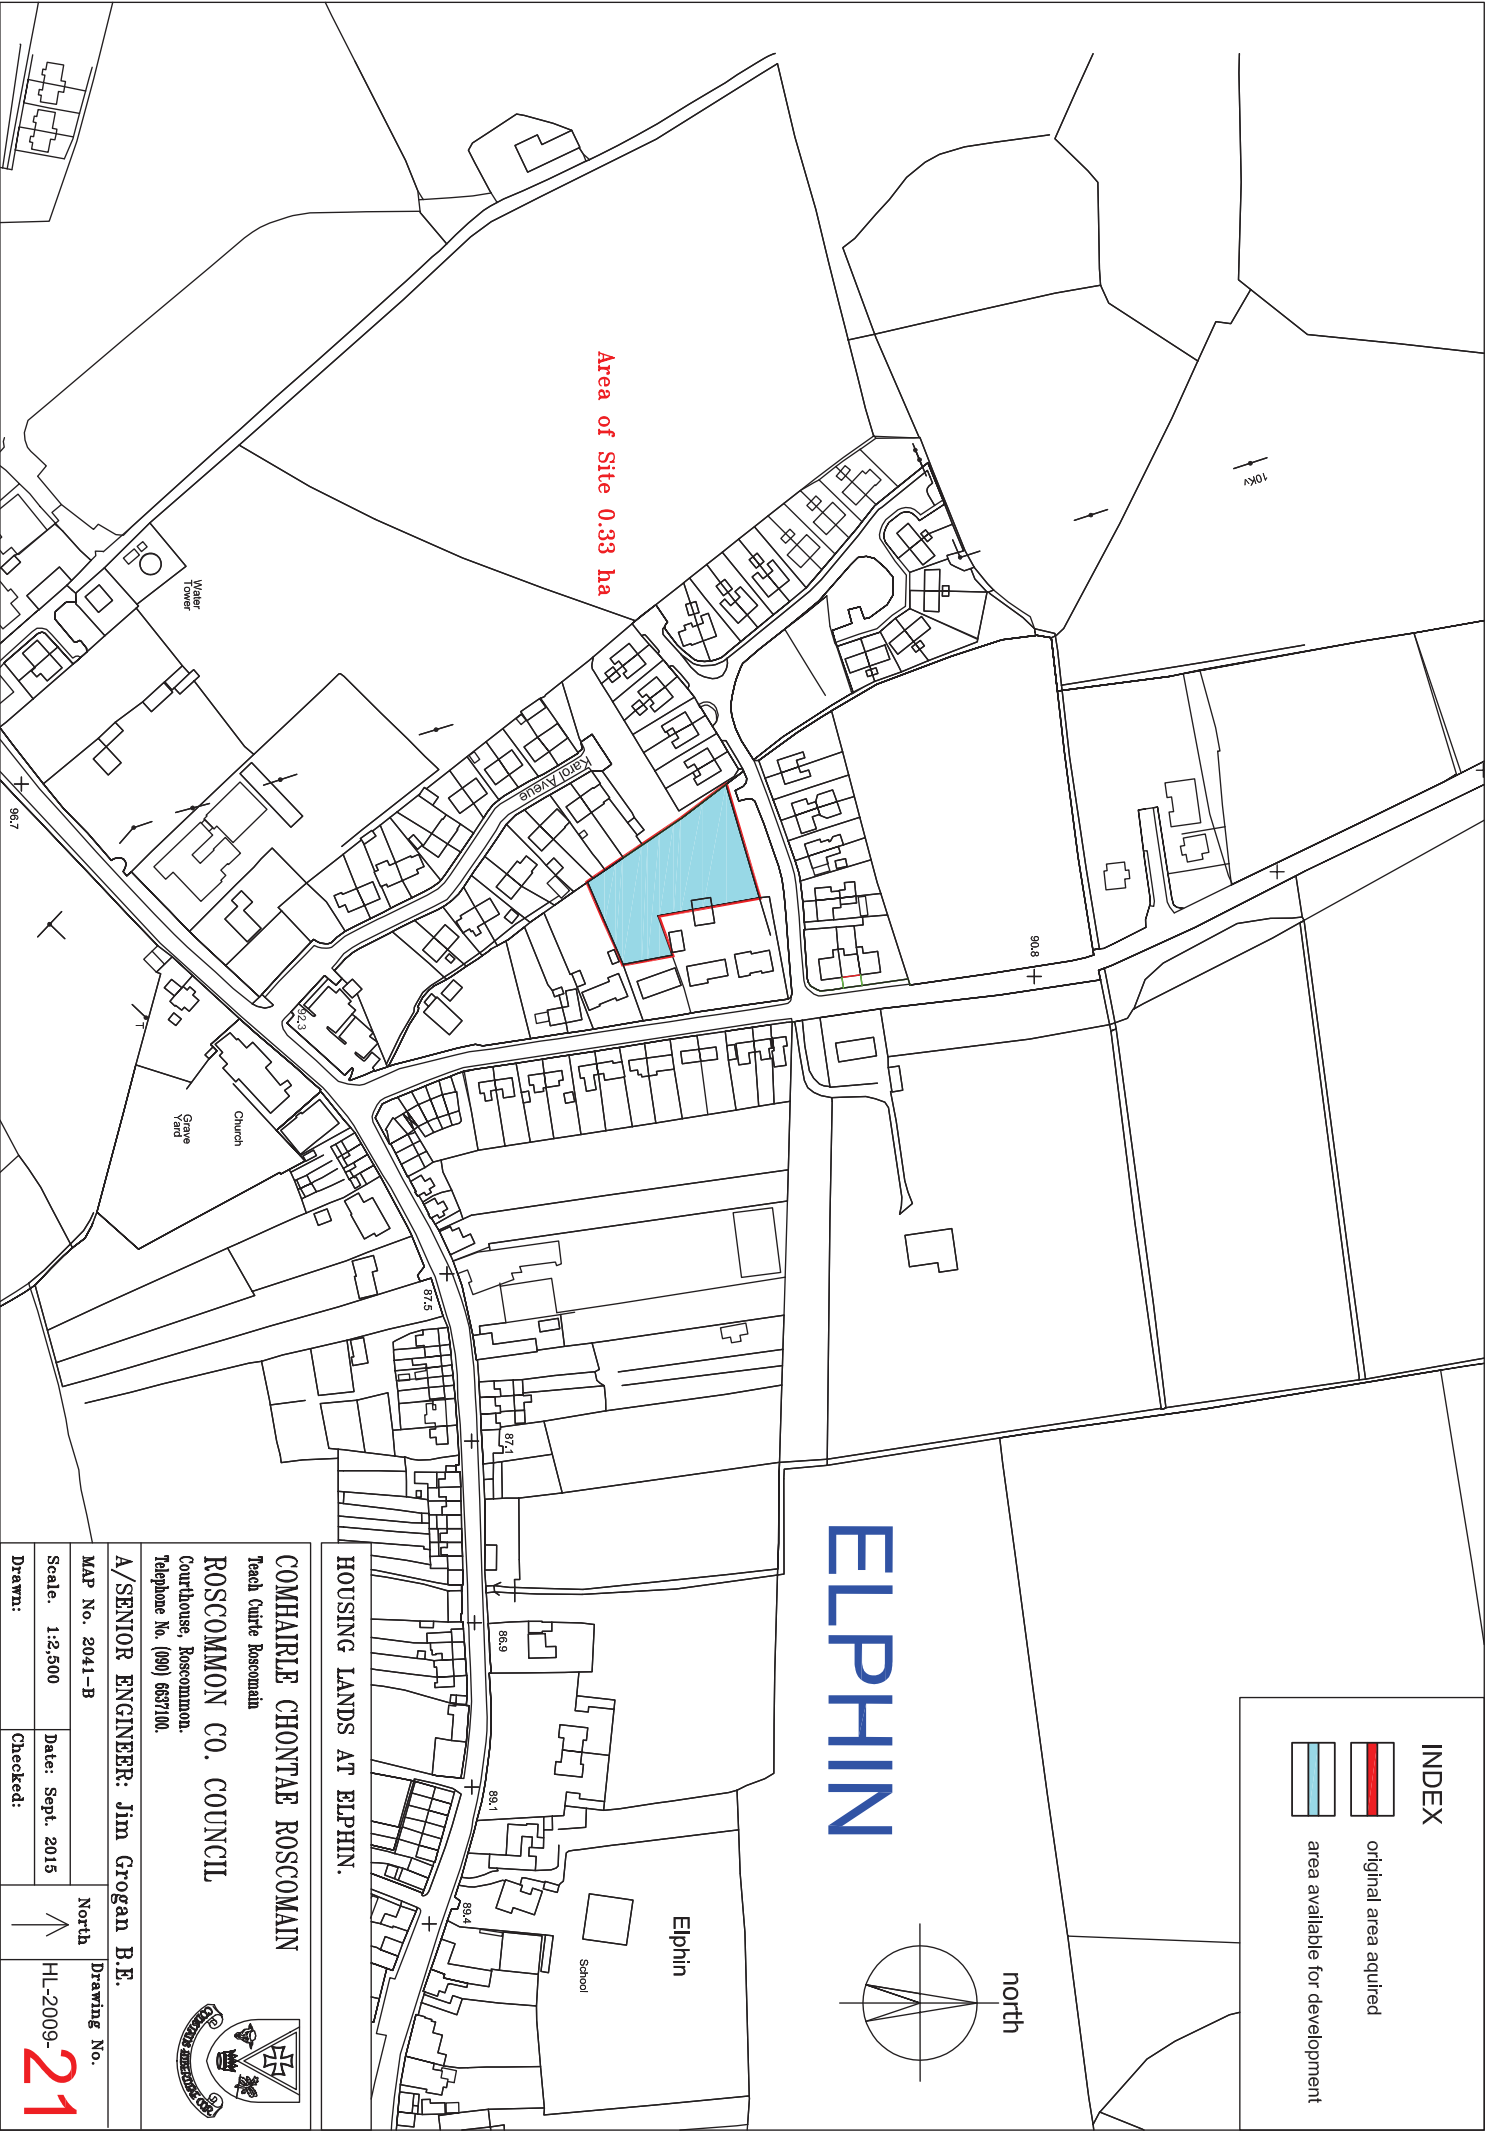 INDEX
original area aquired
area available for development
north
ELPHIN
Elphin
School
10Kv
90.8
Area of Site 0.33 ha
Karol Aveue
Water
Tower
96.7
92.3
T
Church
Grave
Yard
87.5
87.1
86.9
89.1
89.4
HOUSING LANDS AT ELPHIN.
COMHAIRLE CHONTAE ROSCOMAIN
Teach Cuirte Roscomain
ROSCOMMON CO. COUNCIL
Courthouse, Roscommon.
Telephone No. (090) 6637100.
A/SENIOR ENGINEER: Jim Grogan B.E.
MAP No. 2041-B
Scale. 1:2,500
Date: Sept. 2015
Drawn:
Checked:
North
Drawing No.
HL-2009-21